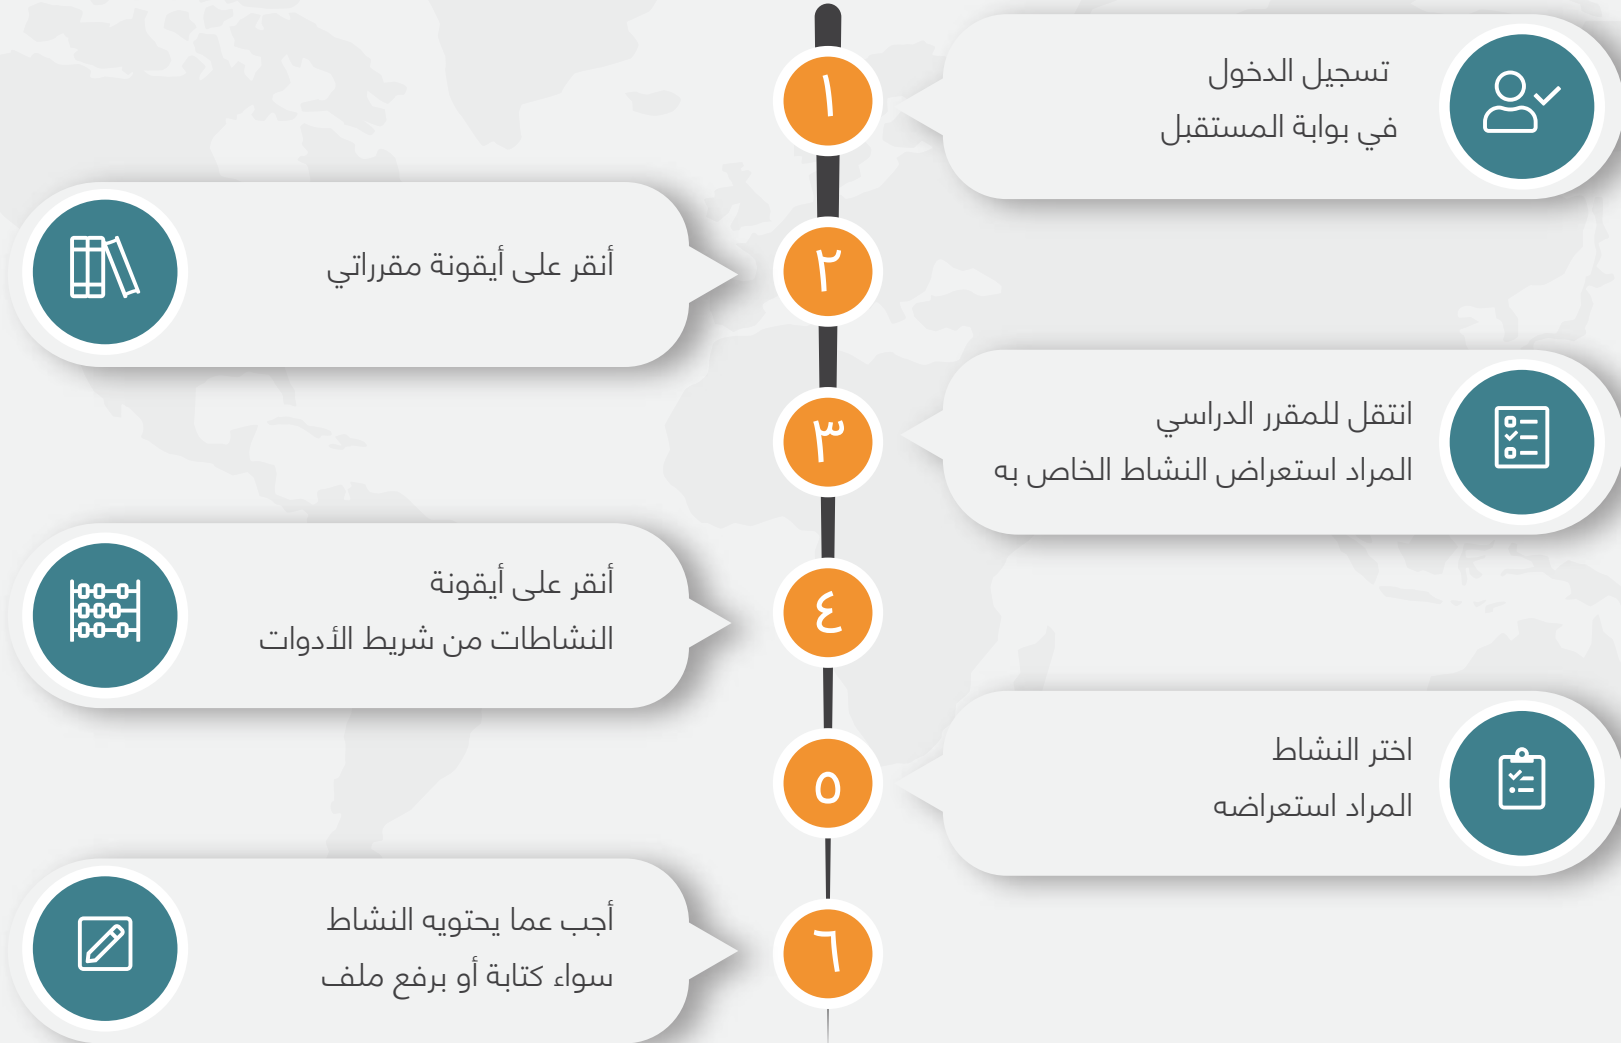 ١
تسجيل الدخول
في بوابة المستقبل
٢
أنقر على أيقونة مقرراتي
٣
انتقل للمقرر الدراسي
المراد استعراض النشاط الخاص به
٤
أنقر على أيقونة
النشاطات من شريط الأدوات
٥
اختر النشاط
المراد استعراضه
٦
أجب عما يحتويه النشاط
سواء كتابة أو برفع ملف